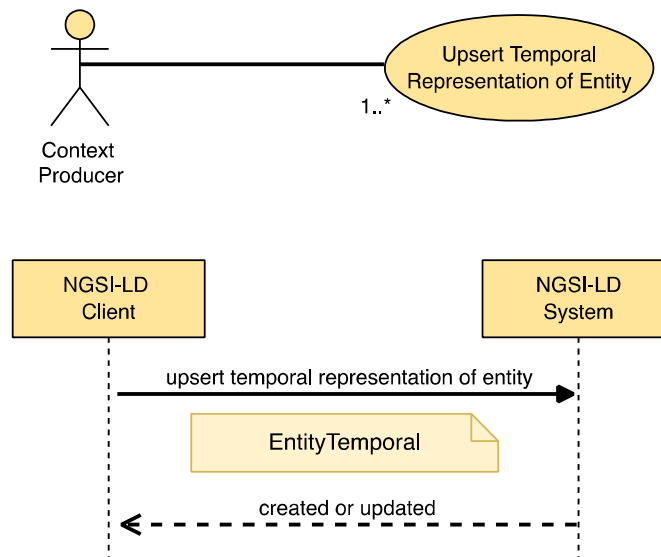 Upsert Temporal
Representation of Entity
1..*
Context
Producer
NGSI-LD
Client
NGSI-LD
System
upsert temporal representation of entity
EntityTemporal
created or updated